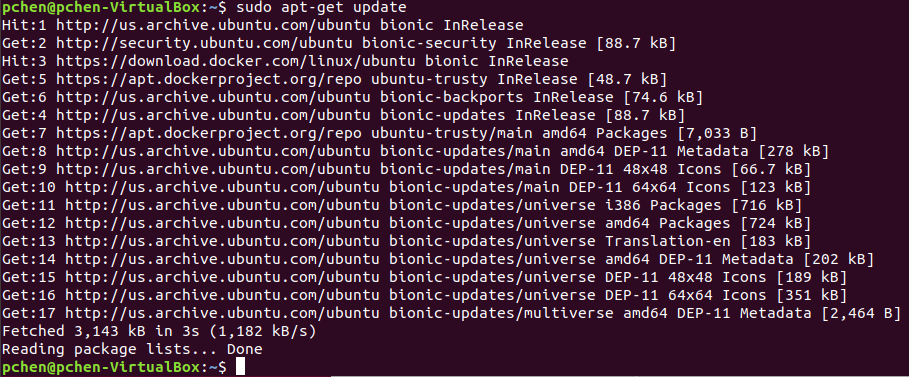 pchen@pchen-VirtualBox:~$ sudo apt-get update
Hit:1 http://us.archive.ubuntu.com/ubuntu bionic InRelease
Get:2 http://security.ubuntu.com/ubuntu bionic-security InRelease [88.7 kB]
Hit:3 https://download.docker.com/linux/ubuntu bionic InRelease
Get:5 https://apt.dockerproject.org/repo ubuntu-trusty InRelease [48.7 kB]
Get:6 http://us.archive.ubuntu.com/ubuntu bionic-backports InRelease [74.6 kB]
Get:4 http://us.archive.ubuntu.com/ubuntu bionic-updates InRelease [88.7 kB]
Get:7 https://apt.dockerproject.org/repo ubuntu-trusty/main amd64 Packages [7,033 B]
Get:8 http://us.archive.ubuntu.com/ubuntu bionic-updates/main amd64 DEP-11 Metadata [278 kB]
Get:9 http://us.archive.ubuntu.com/ubuntu bionic-updates/main DEP-11 48x48 Icons [66.7 kB]
Get:10 http://us.archive.ubuntu.com/ubuntu bionic-updates/main DEP-11 64x64 Icons [123 kB]
Get:11 http://us.archive.ubuntu.com/ubuntu bionic-updates/universe i386 Packages [716 kB]
Get:12 http://us.archive.ubuntu.com/ubuntu bionic-updates/universe amd64 Packages [724 kB]
Get:13 http://us.archive.ubuntu.com/ubuntu bionic-updates/universe Translation-en [183 kB]
Get:14 http://us.archive.ubuntu.com/ubuntu bionic-updates/universe amd64 DEP-11 Metadata [202 kB]
Get:15 http://us.archive.ubuntu.com/ubuntu bionic-updates/universe DEP-11 48x48 Icons [189 kB]
Get:16 http://us.archive.ubuntu.com/ubuntu bionic-updates/universe DEP-11 64x64 Icons [351 kB]
Get:17 http://us.archive.ubuntu.com/ubuntu bionic-updates/multiverse amd64 DEP-11 Metadata [2,464 B]
Fetched 3,143 kB in 3s (1,182 kB/s)
Reading package lists... Done
pchen@pchen-VirtualBox:~$